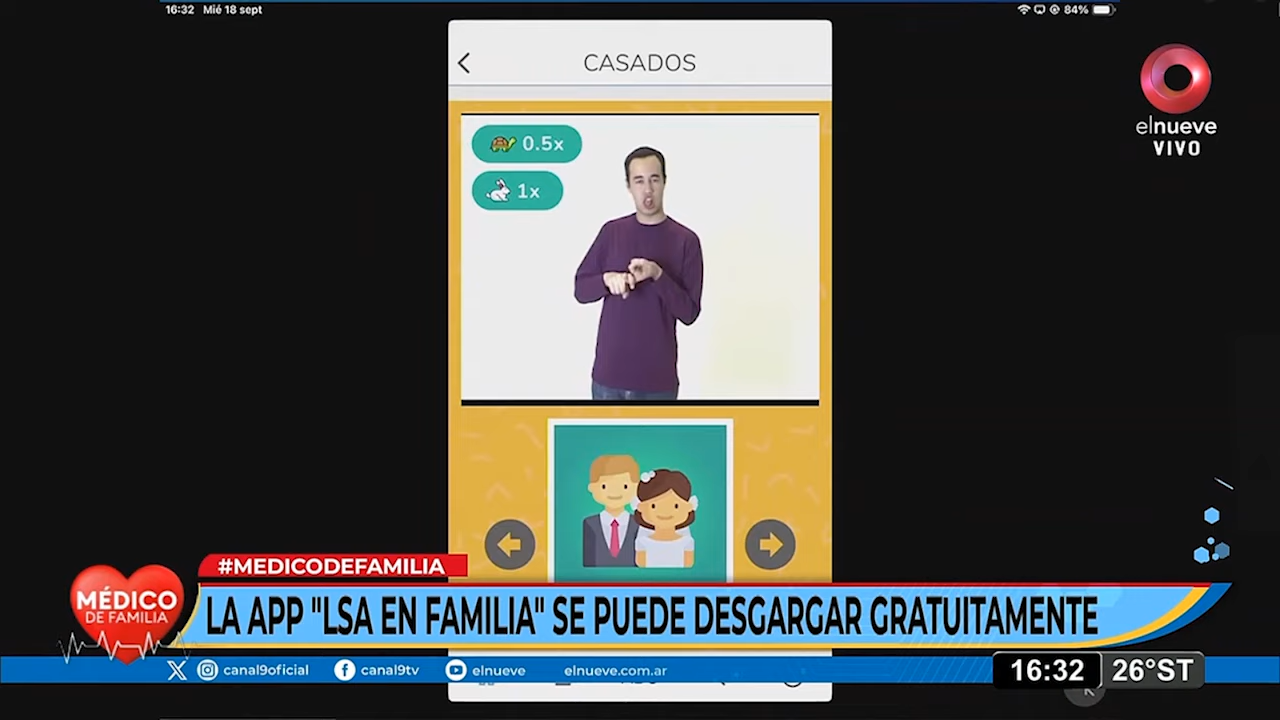 16:32 Mié 18 sept
84%
CASADOS
0.5x
1x
elnueve
VIVO
#MEDICODEFAMILIA
MÉDICO
DE FAMILIA
LA APP "LSA EN FAMILIA" SE PUEDE DESGARGAR GRATUITAMENTE
canal9oficial canal9tv elnueve elnueve.com.ar
16:32 26°ST